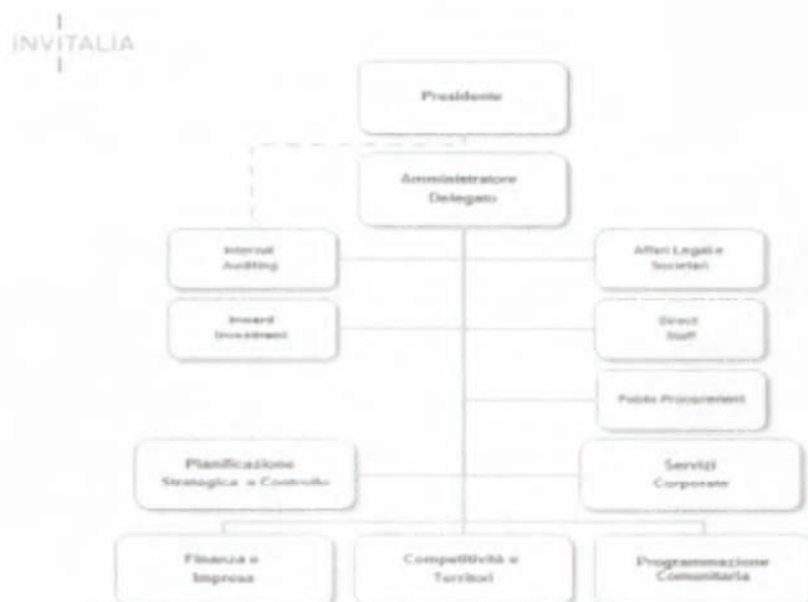 INVITALIA
Presidente
Amministratore
Delegato
Internal
Auditing
Affari Legali e
Societari
Inward
Investment
Direct
Staff
Public Procurement
Pianificazione
Strategica e Controllo
Servizi
Corporate
Finanza e
Impresa
Competitività e
Territori
Programmazione
Comunitaria